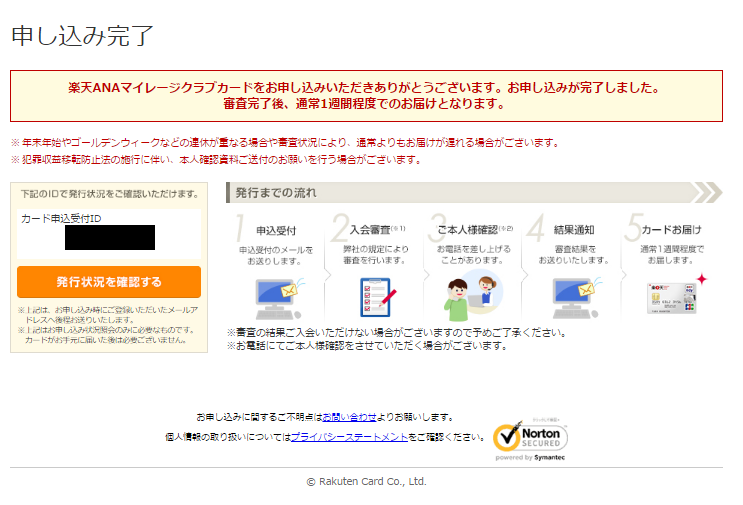 申し込み完了
楽天ANAマイレージクラブカードをお申し込みいただきありがとうございます。お申し込みが完了しました。
審査完了後、通常1週間程度でのお届けとなります。
※ 年末年始やゴールデンウィークなどの連休が重なる場合や審査状況により、通常よりもお届けが遅れる場合がございます。
※ 犯罪収益移転防止法の施行に伴い、本人確認資料ご送付のお願いを行う場合がございます。
下記のIDで発行状況をご確認いただけます。
カード申込受付ID
発行状況を確認する
※上記は、お申し込み時にご登録いただいたメールア
ドレスへ後程お送りいたします。
※上記はお申し込み状況照会のみに必要なものです。
カードがお手元に届いた後は必要ございません。
発行までの流れ
1 申込受付
申込受付のメールを
お送りします。
2 入会審査(※1)
弊社の規定により
審査を行います。
3 ご本人様確認(※2)
お電話を差し上げる
ことがあります。
4 結果通知
審査結果を
お送りいたします。
5 カードお届け
通常1週間程度で
お届します。
※審査の結果ご入会いただけない場合がございますので予めご了承ください。
※お電話にてご本人様確認をさせていただく場合がございます。
お申し込みに関するご不明点はお問い合わせよりお願いします。
個人情報の取り扱いについてはプライバシーステートメントをご確認ください。
Norton
SECURED
powered by Symantec
© Rakuten Card Co., Ltd.